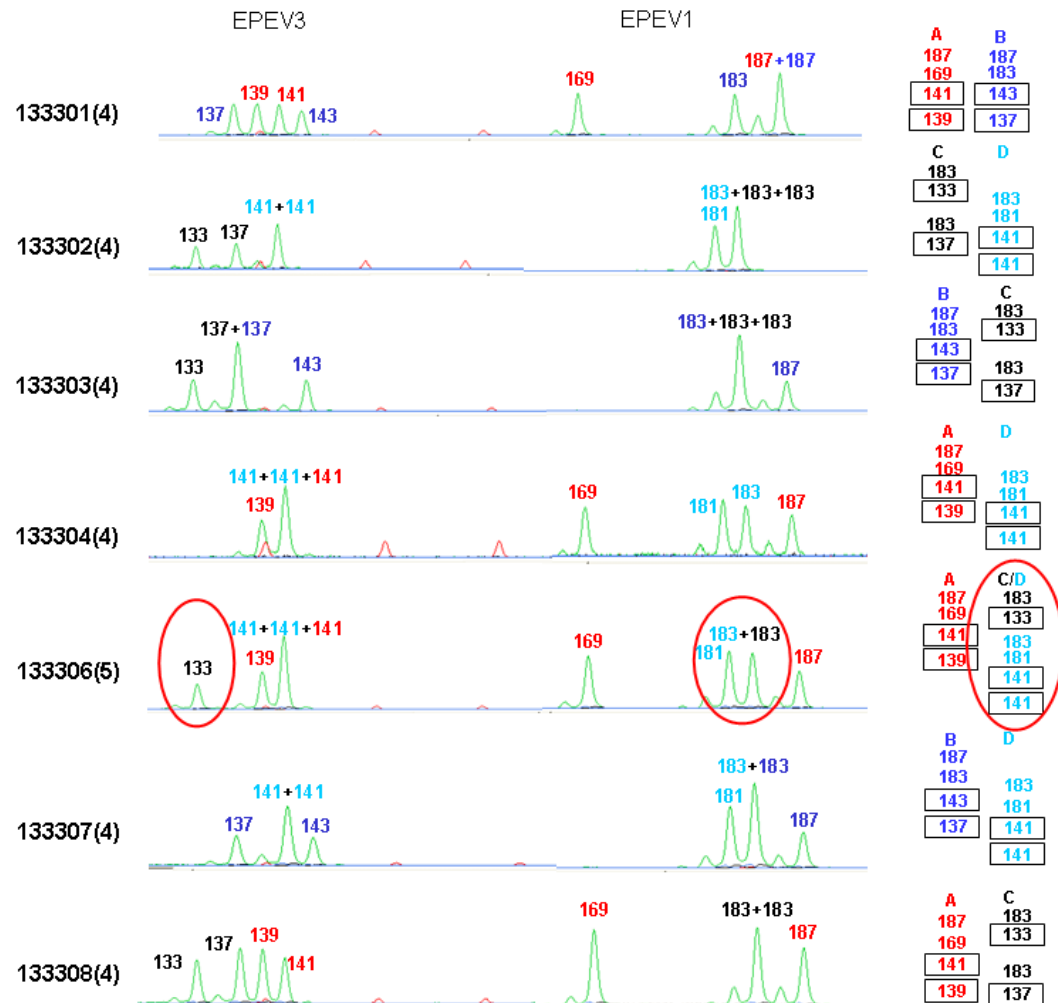 EPEV3 EPEV1
A B
187 187
169 183
141 143
139 137
133301(4)
137 139 141 143
169 183 187+187
C D
183
133
183 183
137 181
141
141
133302(4)
133 137 141+141
181 183+183+183
B C
187 183
183 133
143
137 183
137
133303(4)
133 137+137 143
183+183+183 187
A D
187
169 183
141 181
139 141
141
133304(4)
139 141+141+141
169 181 183 187
A C/D
187 183
169 133
141 183
139 181
141
141
133306(5)
133 139 141+141+141
169 181 183+183 187
B D
187
183 183
143 181
137 141
141
133307(4)
137 141+141 143
181 183+183 187
A C
187 183
169 133
141 183
139 137
133308(4)
133 137 139 141
169 183+183 187